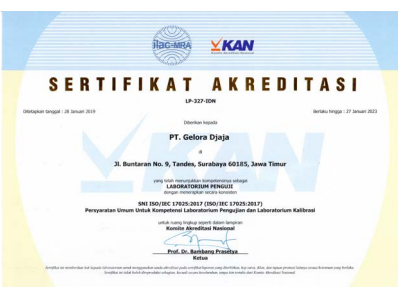 ilac-MRA
KAN
Komite Akreditasi Nasional
SERTIFIKAT AKREDITASI
LP-327-IDN
Ditetapkan tanggal : 28 Januari 2019
Berlaku hingga : 27 Januari 2023
Diberikan kepada
PT. Gelora Djaja
di
Jl. Buntaran No. 9, Tandes, Surabaya 60185, Jawa Timur
yang telah menunjukkan kompetensinya sebagai
LABORATORIUM PENGUJI
dengan menerapkan secara konsisten
SNI ISO/IEC 17025:2017 (ISO/IEC 17025:2017)
Persyaratan Umum Untuk Kompetensi Laboratorium Pengujian dan Laboratorium Kalibrasi
untuk ruang lingkup seperti dalam lampiran
Komite Akreditasi Nasional
Prof. Dr. Bambang Prasetya
Ketua